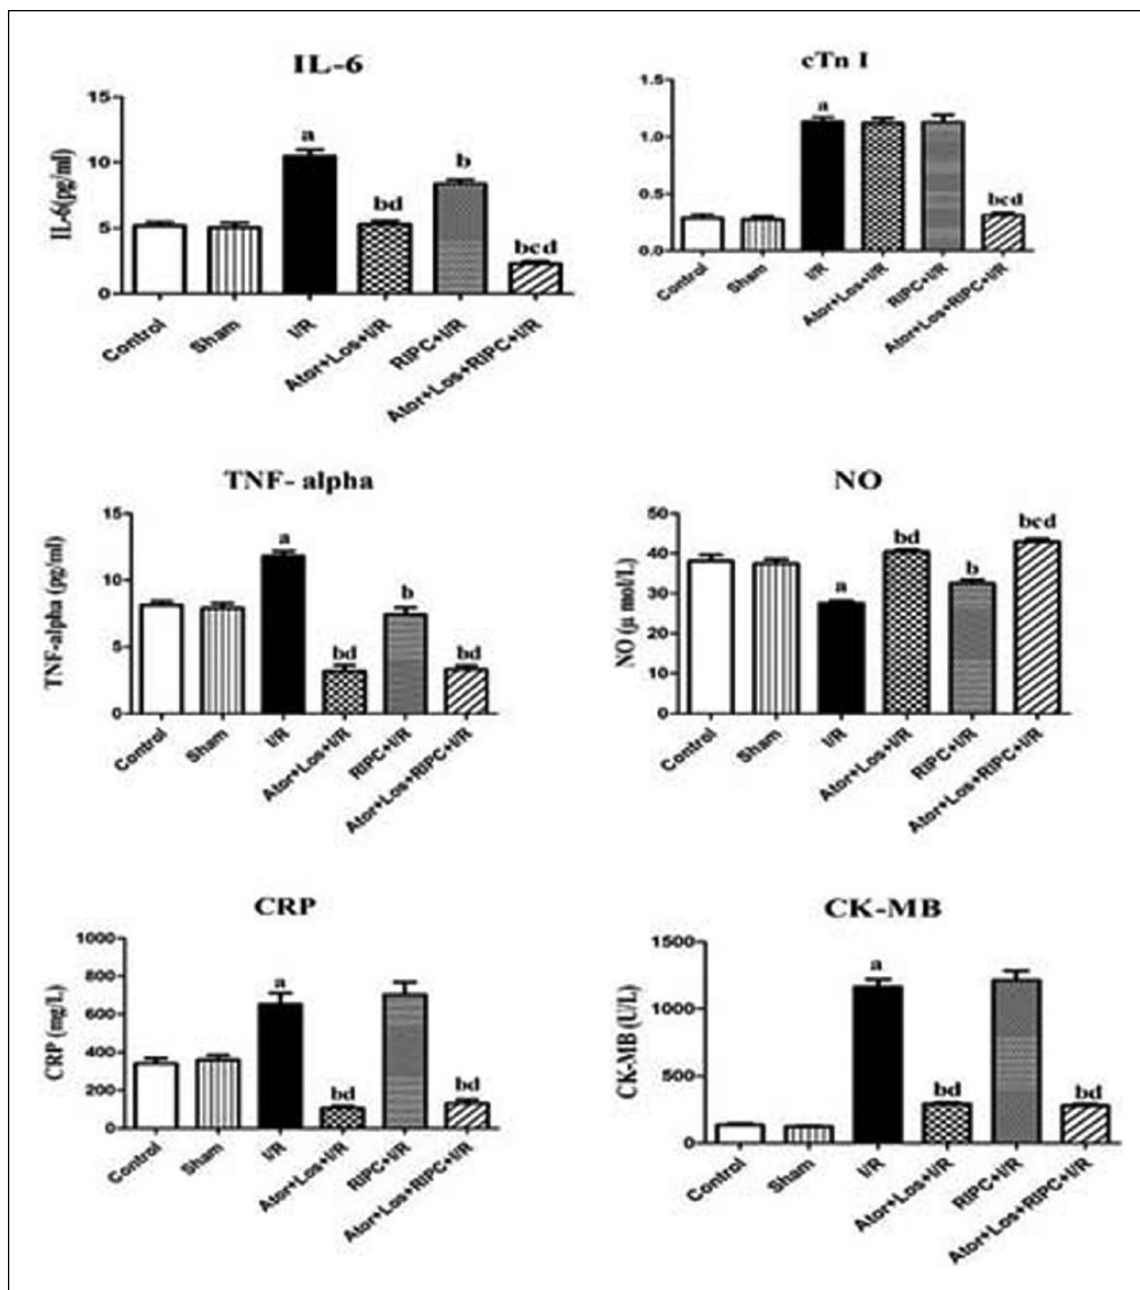 IL-6
15
10
5
0
IL-6(pg/ml)
a
bd
b
bcd
Control
Sham
I/R
Ator+Los+I/R
RIPC+I/R
Ator+Los+RIPC+I/R
cTn I
1.5
1.0
0.5
0.0
a
bcd
Control
Sham
I/R
Ator+Los+I/R
RIPC+I/R
Ator+Los+RIPC+I/R
TNF- alpha
15
10
5
0
TNF-alpha (pg/ml)
a
bd
b
bd
Control
Sham
I/R
Ator+Los+I/R
RIPC+I/R
Ator+Los+RIPC+I/R
NO
50
40
30
20
10
0
NO (µ mol/L)
a
bd
b
bcd
Control
Sham
I/R
Ator+Los+I/R
RIPC+I/R
Ator+Los+RIPC+I/R
CRP
1000
800
600
400
200
0
CRP (mg/L)
a
bd
bd
Control
Sham
I/R
Ator+Los+I/R
RIPC+I/R
Ator+Los+RIPC+I/R
CK-MB
1500
1000
500
0
CK-MB (U/L)
a
bd
bd
Control
Sham
I/R
Ator+Los+I/R
RIPC+I/R
Ator+Los+RIPC+I/R